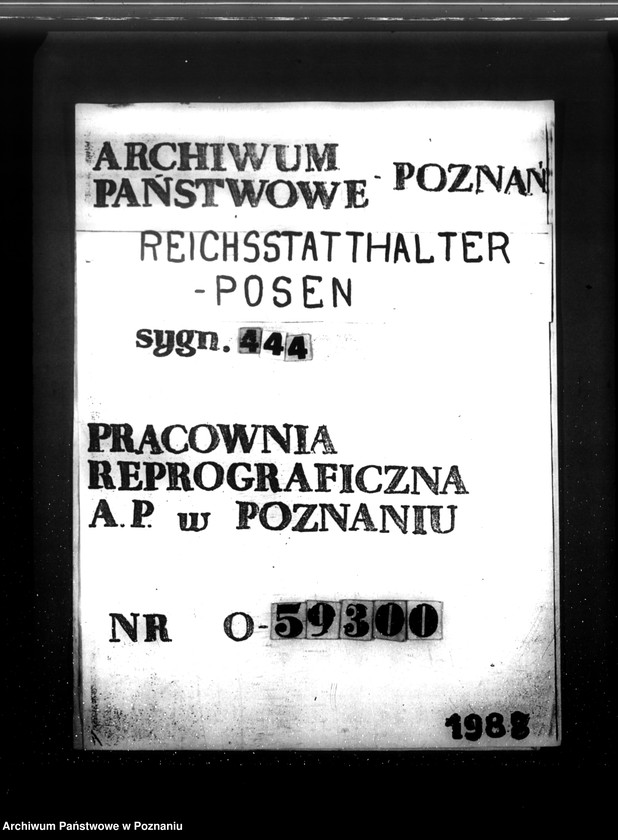 ARCHIWUM
PAŃSTWOWE - POZNAŃ
REICHSSTATTHALTER
-POSEN
sygn. 444
PRACOWNIA
REPROGRAFICZNA
A.P. w POZNANIU
NR O-59300
1988
Archiwum Państwowe w Poznaniu